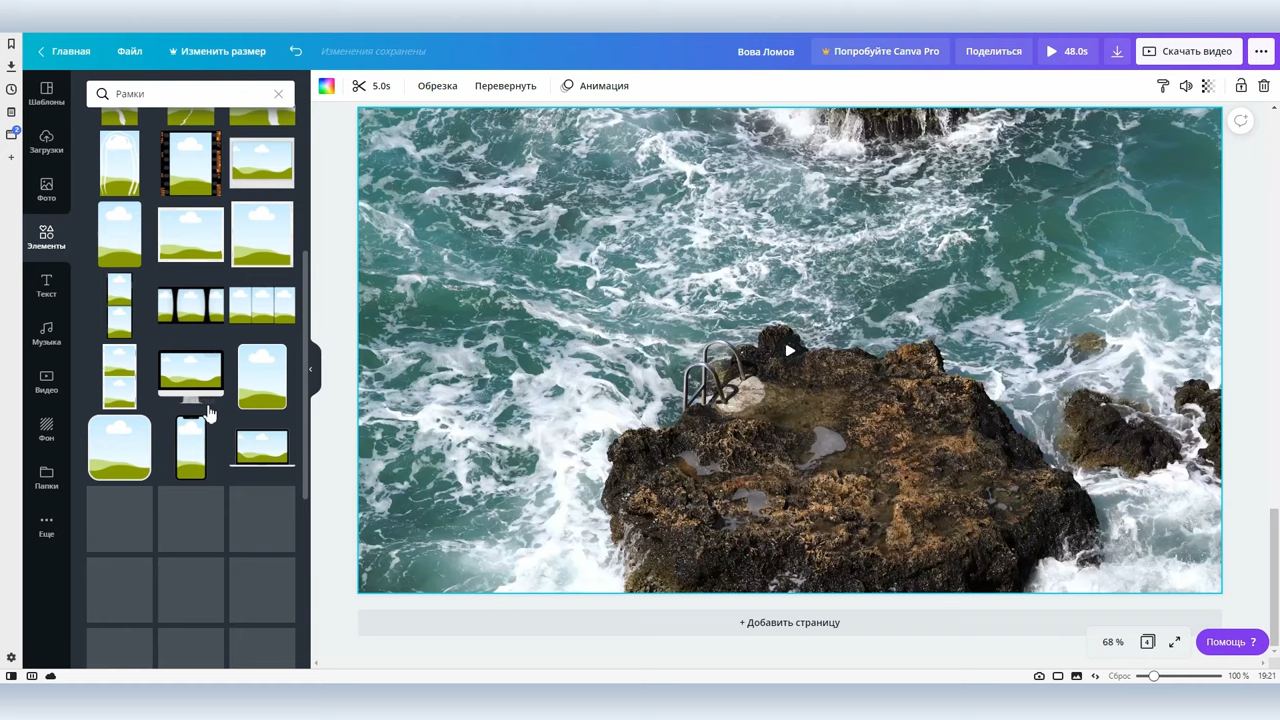 Главная
Файл
Изменить размер
Изменения сохранены
Вова Ломов
Попробуйте Canva Pro
Поделиться
48.0s
Скачать видео
Рамки
5.0s
Обрезка
Перевернуть
Анимация
Шаблоны
Загрузки
Фото
Элементы
Текст
Музыка
Видео
Фон
Папки
Еще
2
+ Добавить страницу
68 %
4
Помощь ?
Сброс
100 %
19:21